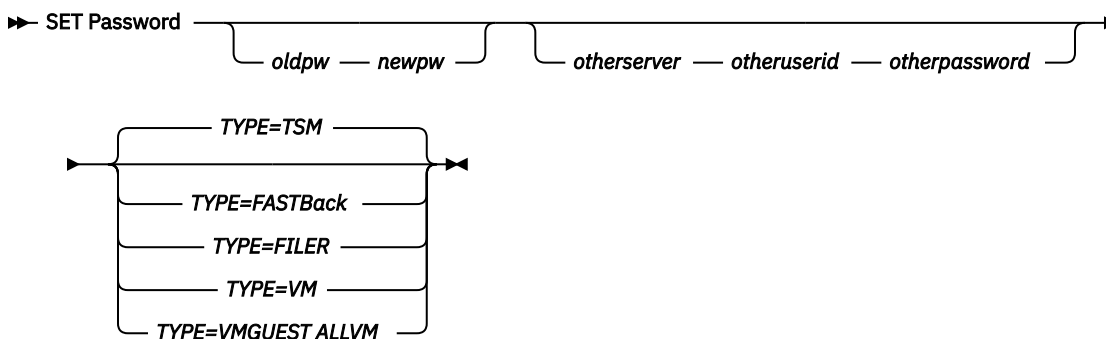 SET Password
oldpw newpw
otherserver otheruserid otherpassword
TYPE=TSM
TYPE=FASTBack
TYPE=FILER
TYPE=VM
TYPE=VMGUEST ALLVM